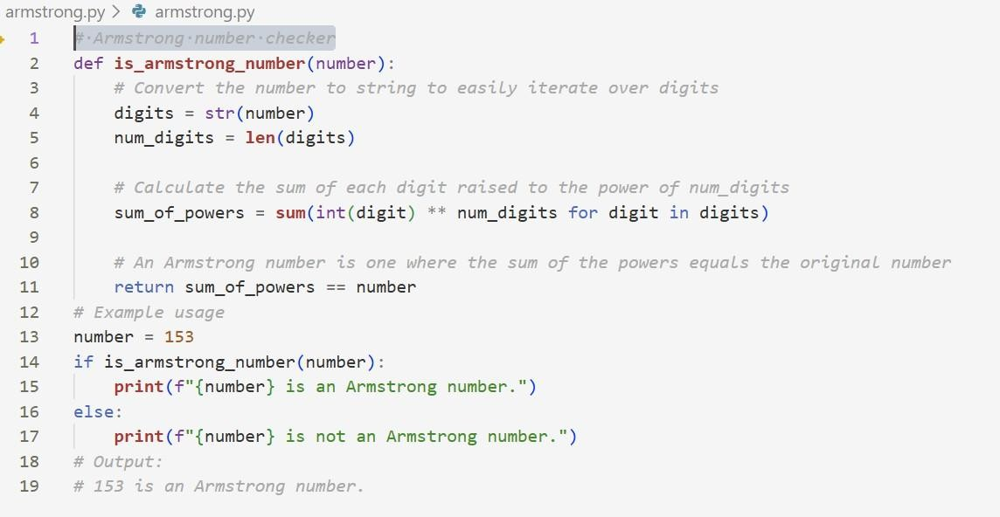 armstrong.py > armstrong.py
1 # Armstrong number checker
2 def is_armstrong_number(number):
3     # Convert the number to string to easily iterate over digits
4     digits = str(number)
5     num_digits = len(digits)
6
7     # Calculate the sum of each digit raised to the power of num_digits
8     sum_of_powers = sum(int(digit) ** num_digits for digit in digits)
9
10     # An Armstrong number is one where the sum of the powers equals the original number
11     return sum_of_powers == number
12 # Example usage
13 number = 153
14 if is_armstrong_number(number):
15     print(f"{number} is an Armstrong number.")
16 else:
17     print(f"{number} is not an Armstrong number.")
18 # Output:
19 # 153 is an Armstrong number.